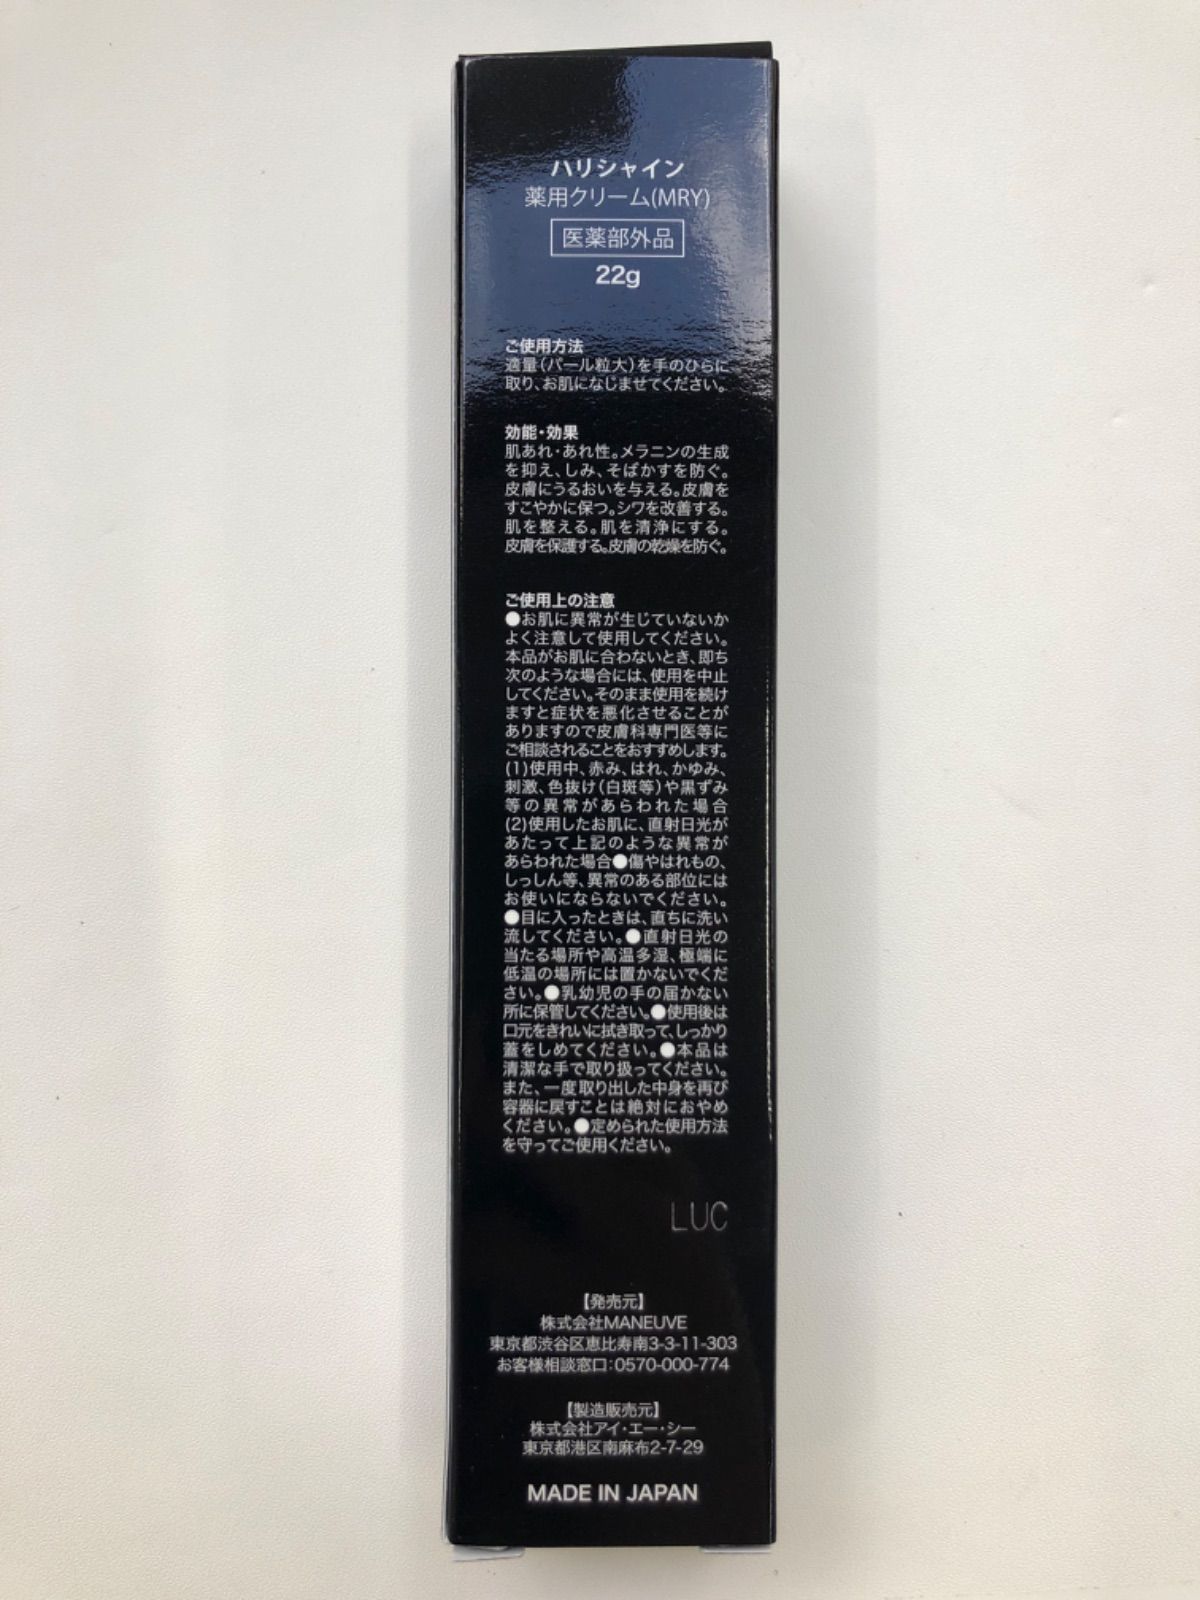 ハリシャイン
薬用クリーム(MRY)
医薬部外品
22g
ご使用方法
適量(パール粒大)を手のひらに
取り、お肌になじませてください。
効能・効果
肌あれ・あれ性。メラニンの生成
を抑え、しみ、そばかすを防ぐ。
皮膚にうるおいを与える。皮膚を
すこやかに保つ。シワを改善する。
肌を整える。肌を清浄にする。
皮膚を保護する。皮膚の乾燥を防ぐ。
ご使用上の注意
●お肌に異常が生じていないか
よく注意して使用してください。
本品がお肌に合わないとき、即ち
次のような場合には、使用を中止
してください。そのまま使用を続け
ますと症状を悪化させることが
ありますので皮膚科専門医等に
ご相談されることをおすすめします。
(1)使用中、赤み、はれ、かゆみ、
刺激、色抜け(白斑等)や黒ずみ
等の異常があらわれた場合
(2)使用したお肌に、直射日光が
あたって上記のような異常が
あらわれた場合●傷やはれもの、
しっしん等、異常のある部位には
お使いにならないでください。
●目に入ったときは、直ちに洗い
流してください。●直射日光の
当たる場所や高温多湿、極端に
低温の場所には置かないでくだ
さい。●乳幼児の手の届かない
所に保管してください。●使用後は
口元をきれいに拭き取って、しっかり
蓋をしめてください。●本品は
清潔な手で取り扱ってください。
また、一度取り出した中身を再び
容器に戻すことは絶対におやめ
ください。●定められた使用方法
を守ってご使用ください。
LUC
【発売元】
株式会社MANEUVE
東京都渋谷区恵比寿南3-3-11-303
お客様相談窓口:0570-000-774
【製造販売元】
株式会社アイ・エー・シー
東京都港区南麻布2-7-29
MADE IN JAPAN